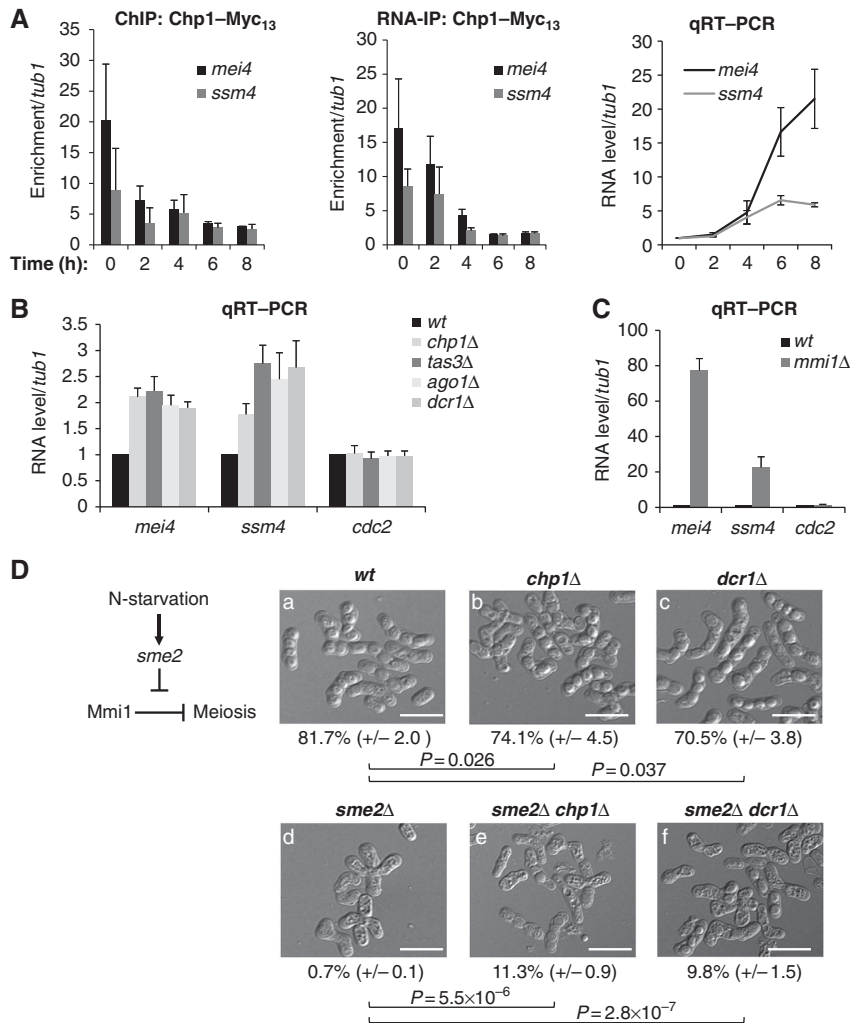 A
ChIP: Chp1–Myc13
35
30
25
20
15
10
5
0
Enrichment/tub1
mei4
ssm4
Time (h): 0 2 4 6 8
RNA-IP: Chp1–Myc13
30
25
20
15
10
5
0
Enrichment/tub1
mei4
ssm4
0 2 4 6 8
qRT–PCR
30
25
20
15
10
5
0
RNA level/tub1
mei4
ssm4
0 2 4 6 8
B
qRT–PCR
3.5
3
2.5
2
1.5
1
0.5
0
RNA level/tub1
wt
chp1Δ
tas3Δ
ago1Δ
dcr1Δ
mei4 ssm4 cdc2
C
qRT–PCR
100
80
60
40
20
0
RNA level/tub1
wt
mmi1Δ
mei4 ssm4 cdc2
D
N-starvation
sme2
Mmi1 Meiosis
wt chp1Δ dcr1Δ
a b c
81.7% (+/– 2.0 ) 74.1% (+/– 4.5) 70.5% (+/– 3.8)
P = 0.026
P = 0.037
sme2Δ sme2Δ chp1Δ sme2Δ dcr1Δ
d e f
0.7% (+/– 0.1) 11.3% (+/– 0.9) 9.8% (+/– 1.5)
P = 5.5×10–6
P = 2.8×10–7